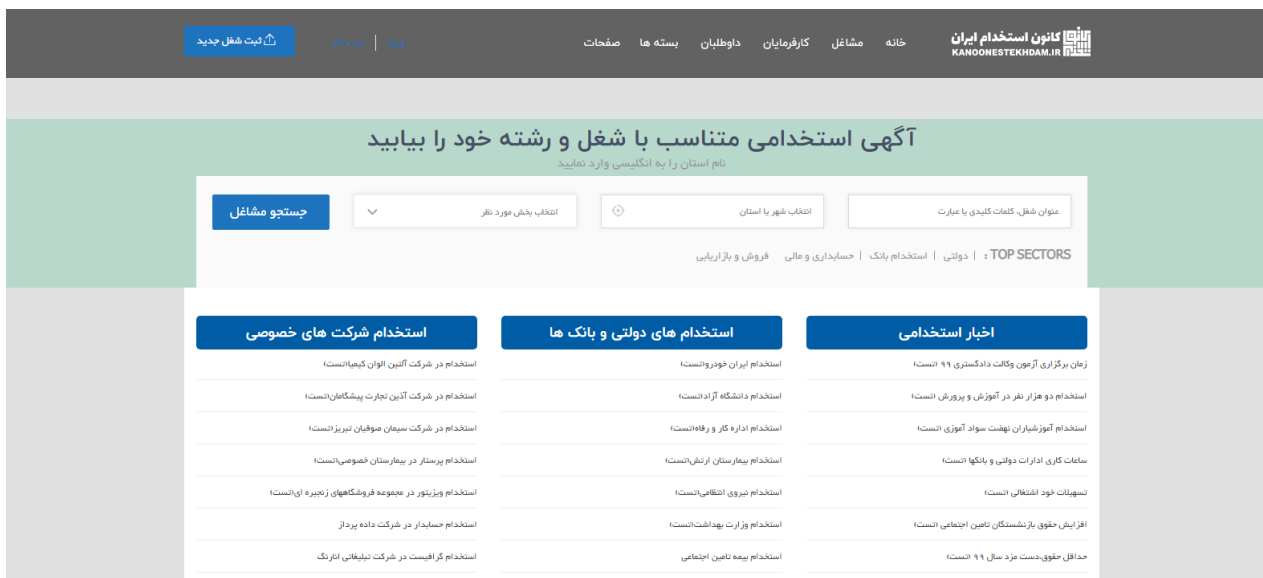 کانون استخدام ایران
KANOONESTEKHDAM.IR
خانه مشاغل کارفرمایان داوطلبان بسته ها صفحات
ثبت شغل جدید
آگهی استخدامی متناسب با شغل و رشته خود را بیابید
نام استان را به انگلیسی وارد نمایید
عنوان شغل، کلمات کلیدی یا عبارت
انتخاب شهر یا استان
انتخاب بخش مورد نظر
جستجو مشاغل
TOP SECTORS : | دولتی | استخدام بانک | حسابداری و مالی فروش و بازاریابی
اخبار استخدامی
زمان برگزاری آزمون وکالت دادگستری ۹۹ (تست)
استخدام دو هزار نفر در آموزش و پرورش (تست)
استخدام آموزشیاران نهضت سواد آموزی (تست)
ساعات کاری ادارات دولتی و بانکها (تست)
تسهیلات خود اشتغالی (تست)
افزایش حقوق بازنشستگان تامین اجتماعی (تست)
حداقل حقوق،دست مزد سال ۹۹ (تست)
استخدام های دولتی و بانک ها
استخدام ایران خودرو(تست)
استخدام دانشگاه آزاد(تست)
استخدام اداره کار و رفاه(تست)
استخدام بیمارستان ارتش(تست)
استخدام نیروی انتظامی(تست)
استخدام وزارت بهداشت(تست)
استخدام بیمه تامین اجتماعی
استخدام شرکت های خصوصی
استخدام در شرکت آلتین الوان کیمیا(تست)
استخدام در شرکت آذین تجارت پیشگامان(تست)
استخدام در شرکت سیمان صوفیان تبریز(تست)
استخدام پرستار در بیمارستان خصوصی(تست)
استخدام ویزیتور در مجموعه فروشگاههای زنجیره ای(تست)
استخدام حسابدار در شرکت داده پرداز
استخدام گرافیست در شرکت تبلیغاتی انارنگ